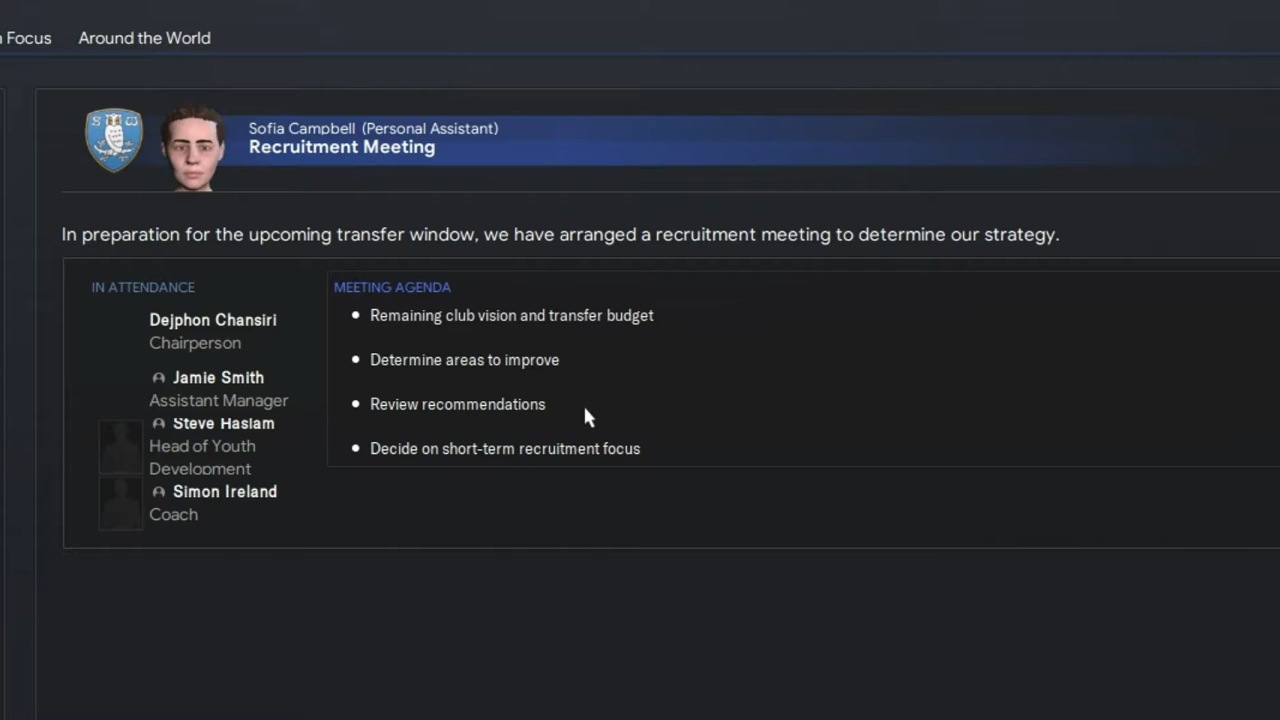 Focus
Around the World
Sofia Campbell (Personal Assistant)
Recruitment Meeting
In preparation for the upcoming transfer window, we have arranged a recruitment meeting to determine our strategy.
IN ATTENDANCE
Dejphon Chansiri
Chairperson
Jamie Smith
Assistant Manager
Steve Haslam
Head of Youth
Development
Simon Ireland
Coach
MEETING AGENDA
Remaining club vision and transfer budget
Determine areas to improve
Review recommendations
Decide on short-term recruitment focus